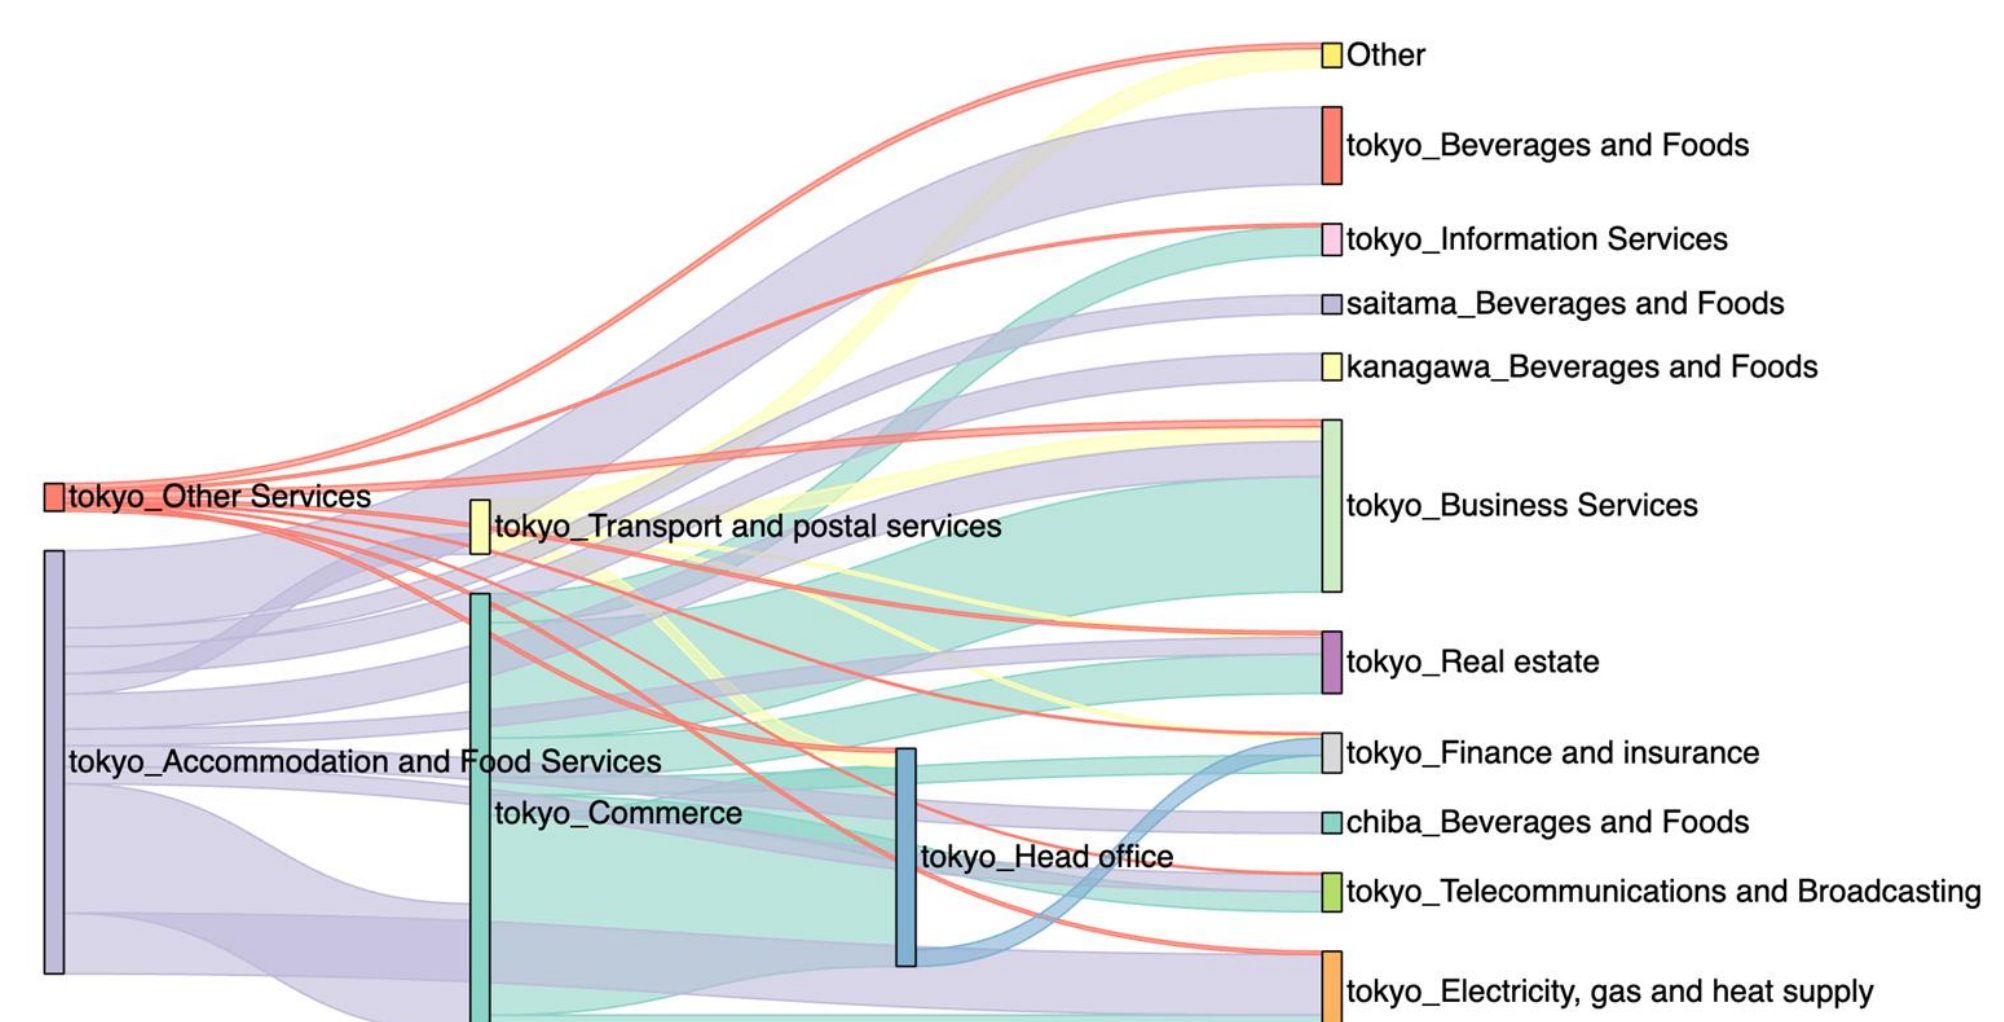 Other
tokyo_Beverages and Foods
tokyo_Information Services
saitama_Beverages and Foods
kanagawa_Beverages and Foods
tokyo_Other Services
tokyo_Business Services
tokyo_Transport and postal services
tokyo_Real estate
tokyo_Finance and insurance
tokyo_Accommodation and Food Services
tokyo_Commerce
chiba_Beverages and Foods
tokyo_Head office
tokyo_Telecommunications and Broadcasting
tokyo_Electricity, gas and heat supply